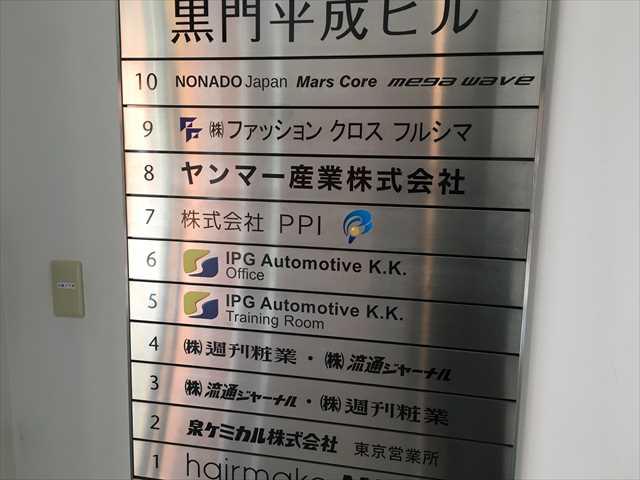 黒門平成ビル
10 NONADO Japan Mars Core mega wave
9 ㈱ファッション クロス フルシマ
8 ヤンマー産業株式会社
7 株式会社 PPI
6 IPG Automotive K.K.
Office
5 IPG Automotive K.K.
Training Room
4 ㈱週刊粧業・㈱流通ジャーナル
3 ㈱流通ジャーナル・㈱週刊粧業
2 泉ケミカル株式会社 東京営業所
1 hairmake